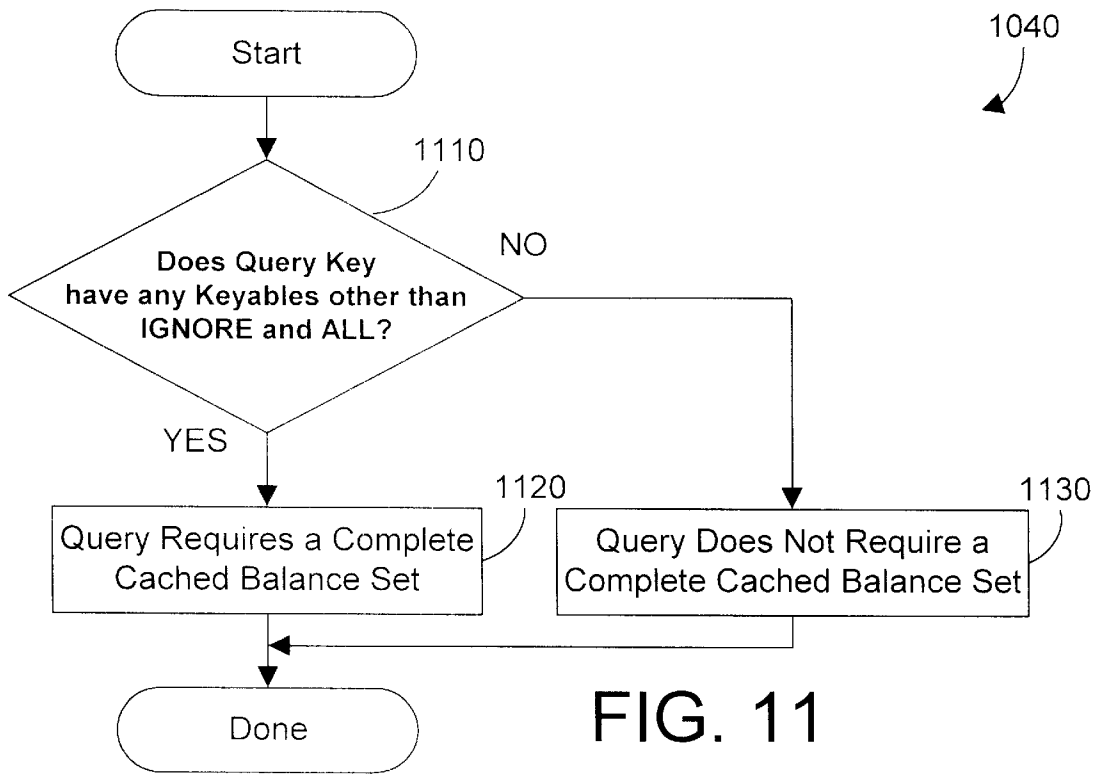 Start
1040
1110
Does Query Key
have any Keyables other than
IGNORE and ALL?
NO
YES
1120
Query Requires a Complete
Cached Balance Set
1130
Query Does Not Require a
Complete Cached Balance Set
Done
FIG. 11